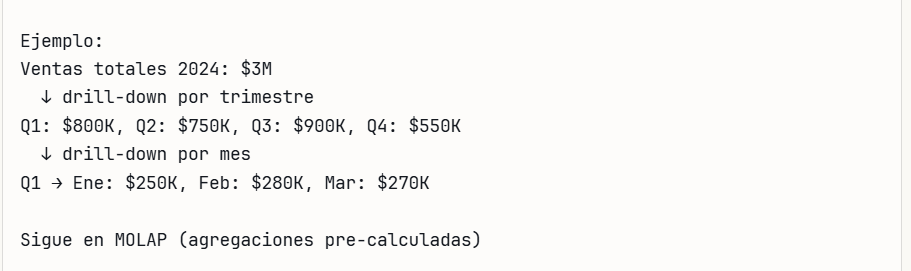 Ejemplo:
Ventas totales 2024: $3M
↓ drill-down por trimestre
Q1: $800K, Q2: $750K, Q3: $900K, Q4: $550K
↓ drill-down por mes
Q1 → Ene: $250K, Feb: $280K, Mar: $270K
Sigue en MOLAP (agregaciones pre-calculadas)